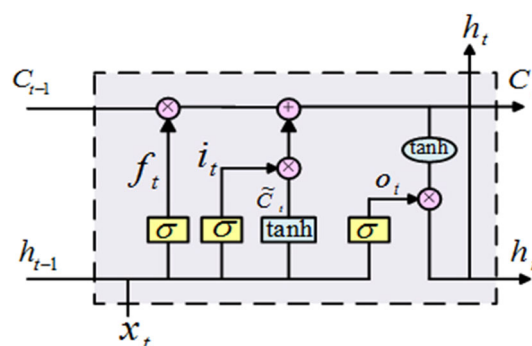 h_t
C_{t-1} × + C
tanh
f_t i_t × C̃_t o_t ×
σ σ tanh σ
h_{t-1} h
x_t